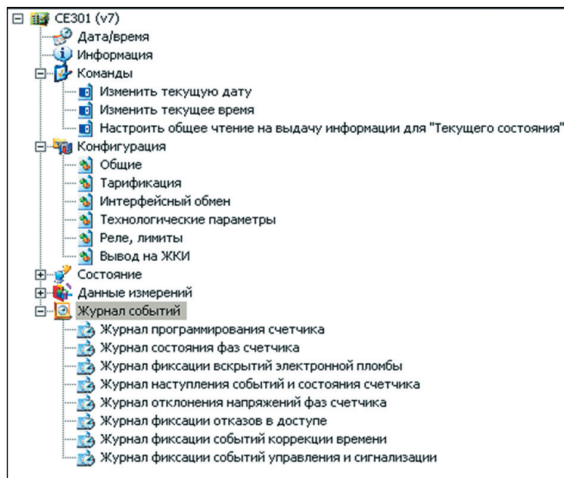 CE301 (v7)
Дата/время
Информация
Команды
Изменить текущую дату
Изменить текущее время
Настроить общее чтение на выдачу информации для "Текущего состояния"
Конфигурация
Общие
Тарификация
Интерфейсный обмен
Технологические параметры
Реле, лимиты
Вывод на ЖКИ
Состояние
Данные измерений
Журнал событий
Журнал программирования счетчика
Журнал состояния фаз счетчика
Журнал фиксации вскрытий электронной пломбы
Журнал наступления событий и состояния счетчика
Журнал отклонения напряжений фаз счетчика
Журнал фиксации отказов в доступе
Журнал фиксации событий коррекции времени
Журнал фиксации событий управления и сигнализации